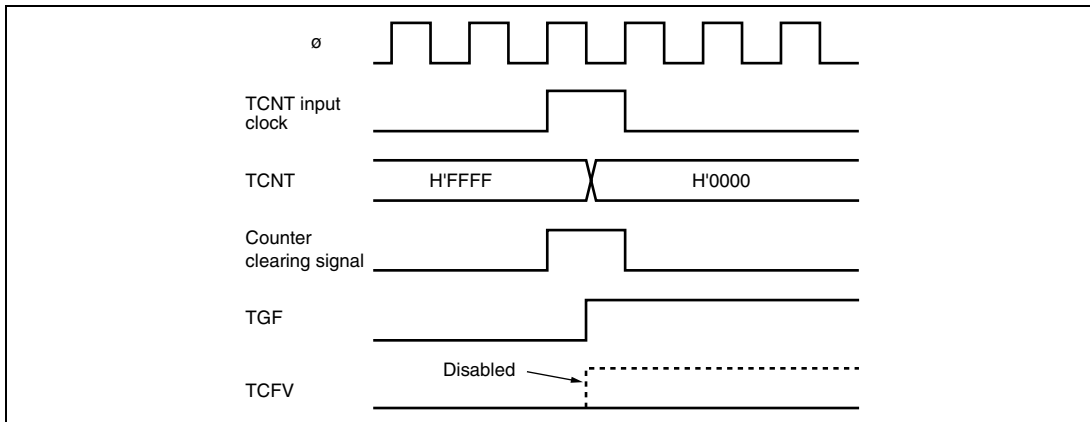 ø
TCNT input
clock
TCNT
H'FFFF
H'0000
Counter
clearing signal
TGF
Disabled
TCFV